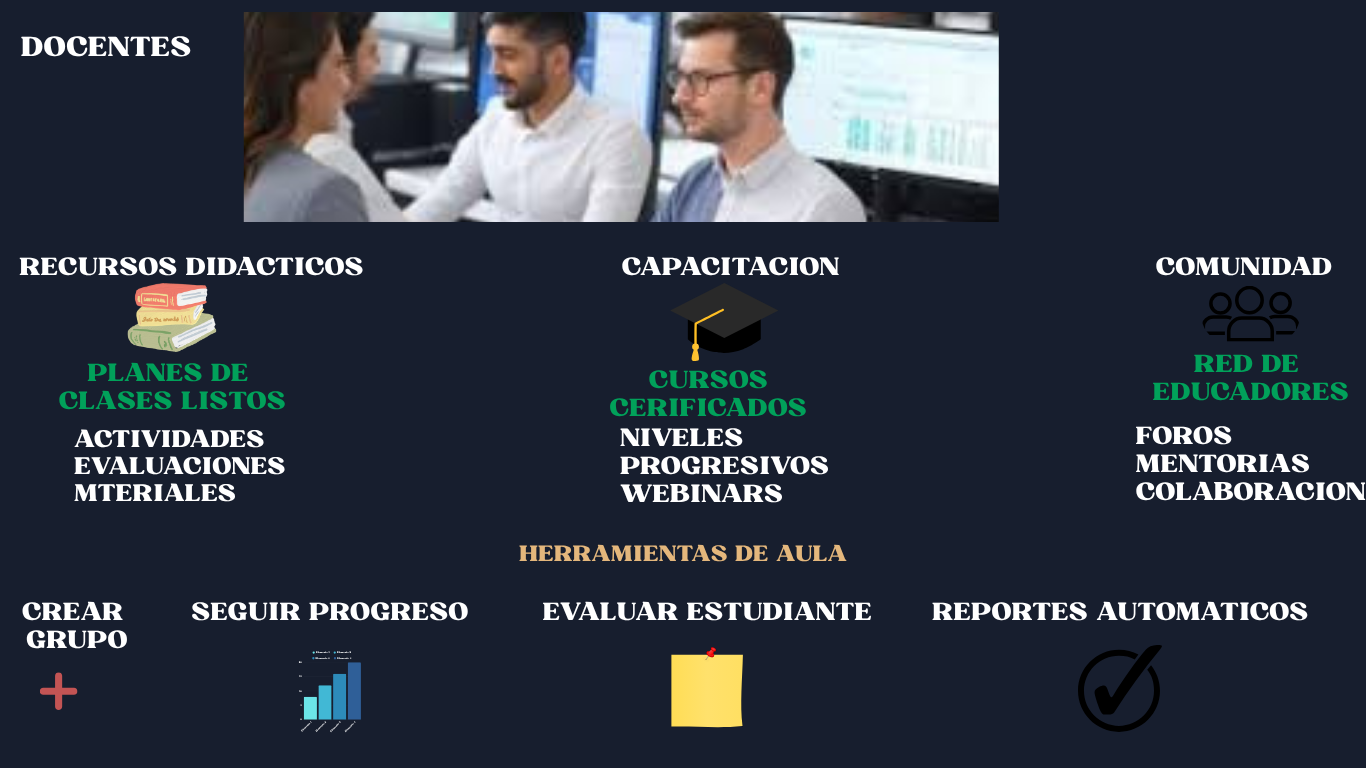 DOCENTES
RECURSOS DIDACTICOS
CAPACITACION
COMUNIDAD
PLANES DE
CLASES LISTOS
CURSOS
CERIFICADOS
RED DE
EDUCADORES
ACTIVIDADES
EVALUACIONES
MTERIALES
NIVELES
PROGRESIVOS
WEBINARS
FOROS
MENTORIAS
COLABORACION
HERRAMIENTAS DE AULA
CREAR
GRUPO
SEGUIR PROGRESO
EVALUAR ESTUDIANTE
REPORTES AUTOMATICOS